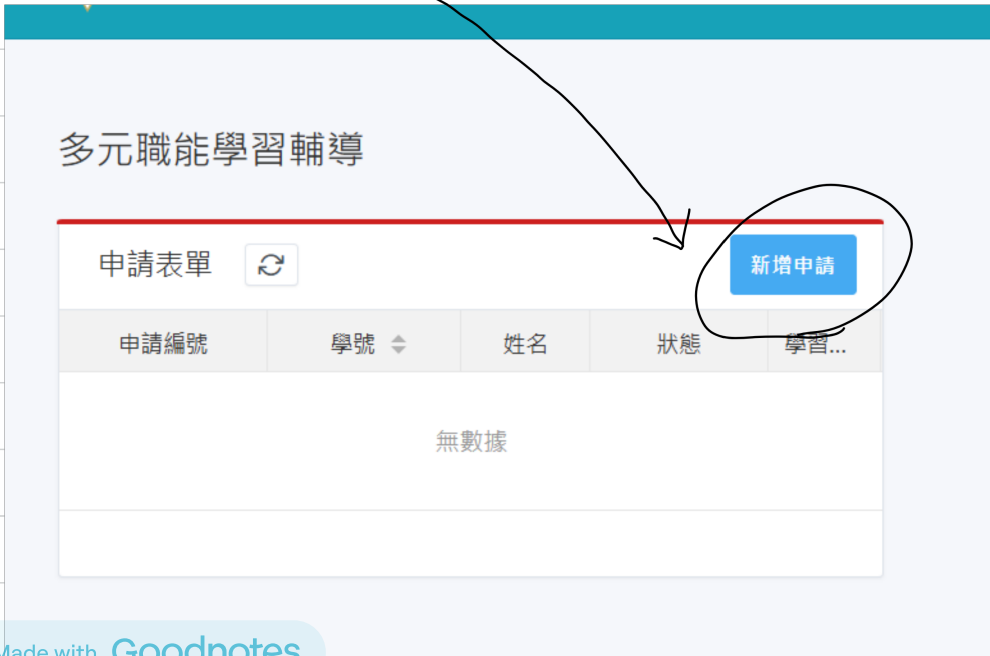 多元職能學習輔導
申請表單
新增申請
申請編號 學號 姓名 狀態 學習...
無數據
Made with Goodnotes